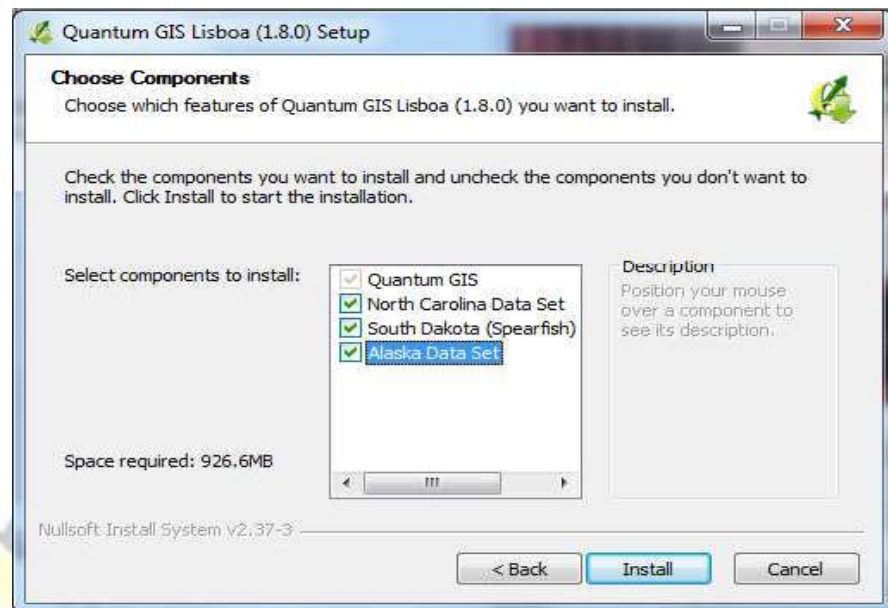 Quantum GIS Lisboa (1.8.0) Setup
Choose Components
Choose which features of Quantum GIS Lisboa (1.8.0) you want to install.
Check the components you want to install and uncheck the components you don't want to
install. Click Install to start the installation.
Select components to install:
Quantum GIS
North Carolina Data Set
South Dakota (Spearfish)
Alaska Data Set
Description
Position your mouse
over a component to
see its description.
Space required: 926.6MB
Nullsoft Install System v2.37-3
< Back
Install
Cancel